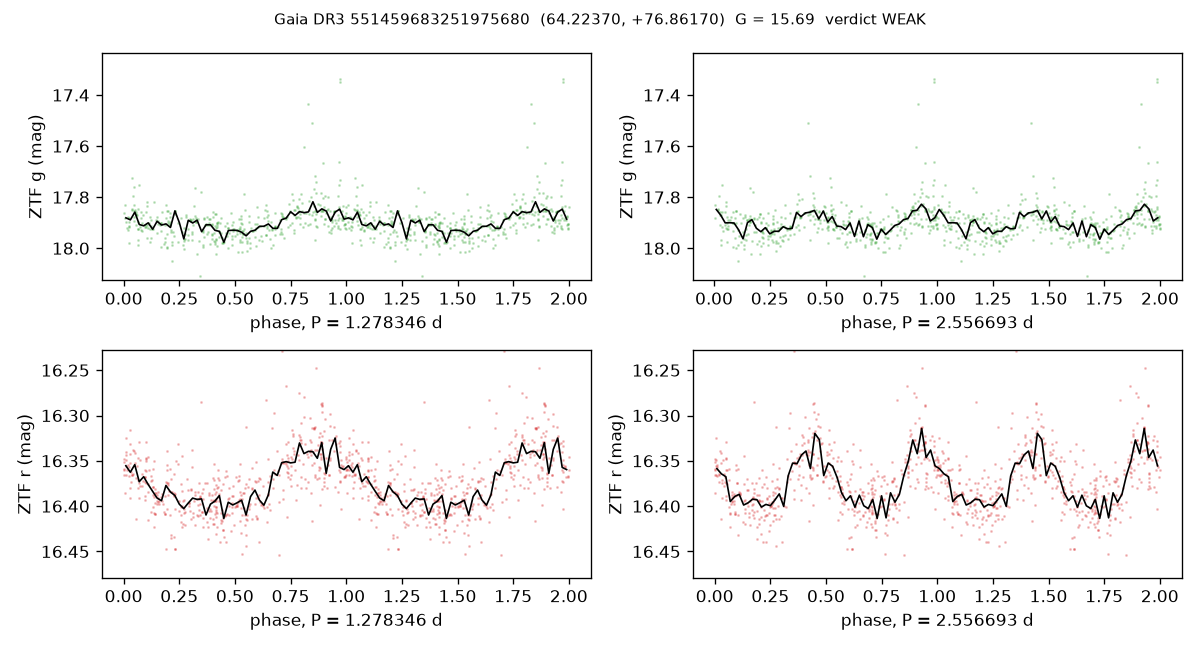 Gaia DR3 551459683251975680 (64.22370, +76.86170) G = 15.69 verdict WEAK
ZTF g (mag)
17.4
17.6
17.8
18.0
0.00 0.25 0.50 0.75 1.00 1.25 1.50 1.75 2.00
phase, P = 1.278346 d
ZTF g (mag)
17.4
17.6
17.8
18.0
0.00 0.25 0.50 0.75 1.00 1.25 1.50 1.75 2.00
phase, P = 2.556693 d
ZTF r (mag)
16.25
16.30
16.35
16.40
16.45
0.00 0.25 0.50 0.75 1.00 1.25 1.50 1.75 2.00
phase, P = 1.278346 d
ZTF r (mag)
16.25
16.30
16.35
16.40
16.45
0.00 0.25 0.50 0.75 1.00 1.25 1.50 1.75 2.00
phase, P = 2.556693 d